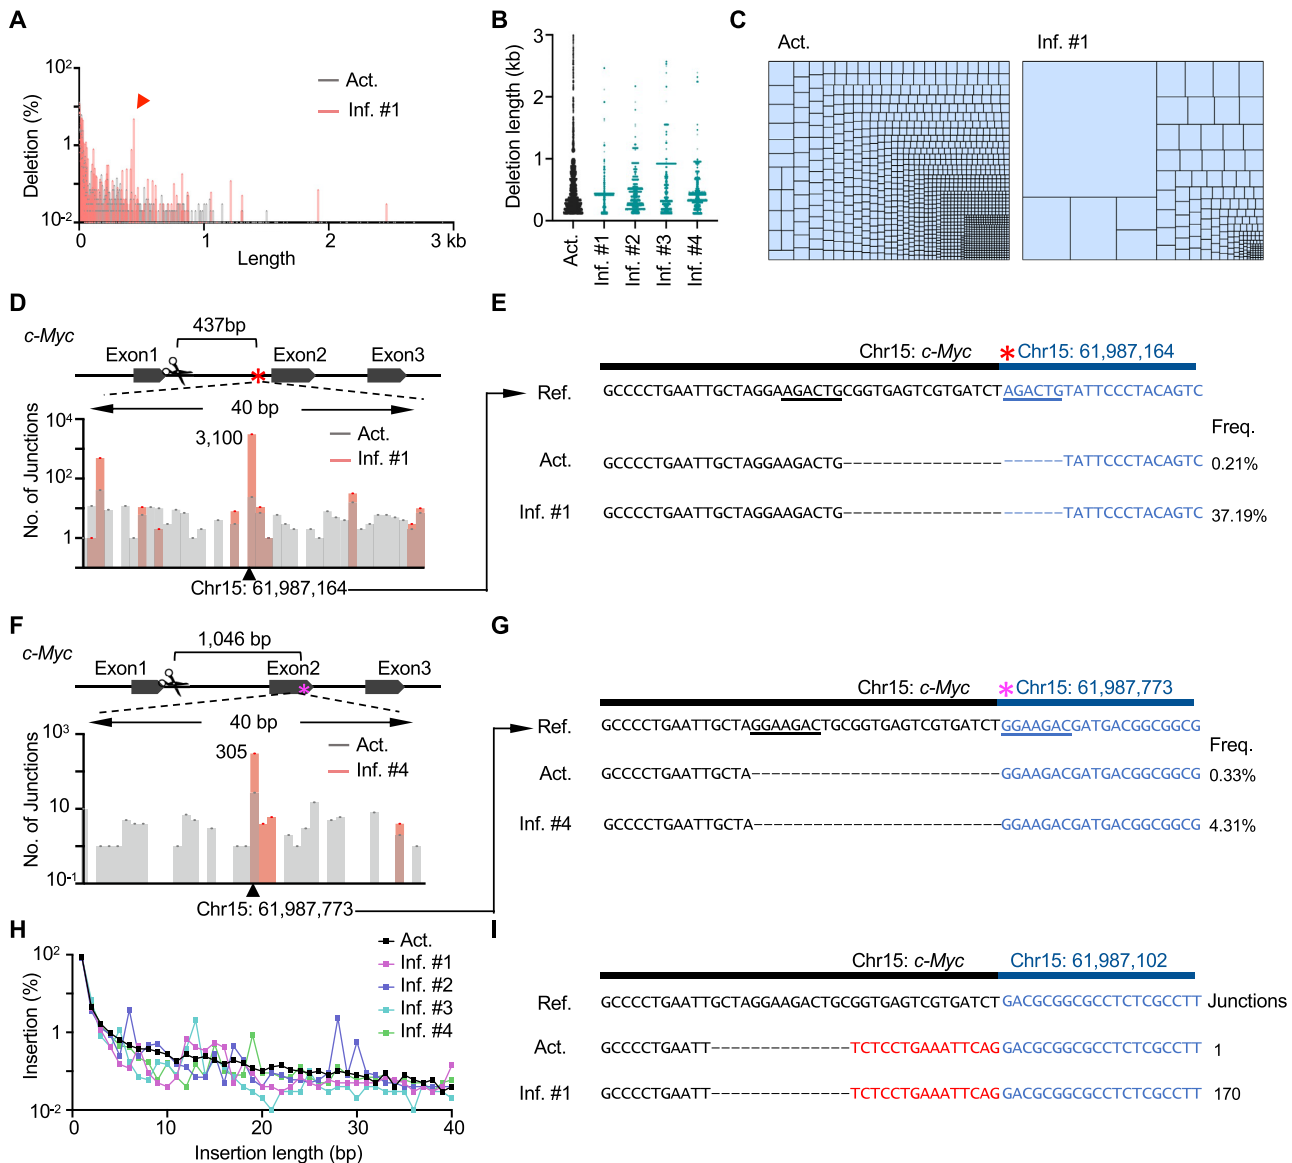 A
Deletion (%)
10²
1
10⁻²
0
1
2
3 kb
Length
Act.
Inf. #1
B
Deletion length (kb)
3
2
1
0
Act.
Inf. #1
Inf. #2
Inf. #3
Inf. #4
C
Act.
Inf. #1
D
c-Myc
437bp
Exon1
Exon2
Exon3
*
40 bp
No. of Junctions
10⁴
10²
1
3,100
Act.
Inf. #1
Chr15: 61,987,164
E
Chr15: c-Myc
* Chr15: 61,987,164
Ref. GCCCCTGAATTGCTAGGAAGACTGCGGTGAGTCGTGATCTAGACTGTATTCCCTACAGTC
Freq.
Act. GCCCCTGAATTGCTAGGAAGACTG----------------------TATTCCCTACAGTC 0.21%
Inf. #1 GCCCCTGAATTGCTAGGAAGACTG----------------------TATTCCCTACAGTC 37.19%
F
c-Myc
1,046 bp
Exon1
Exon2
Exon3
*
40 bp
No. of Junctions
10³
10
10⁻¹
305
Act.
Inf. #4
Chr15: 61,987,773
G
Chr15: c-Myc
* Chr15: 61,987,773
Ref. GCCCCTGAATTGCTAGGAAGACTGCGGTGAGTCGTGATCTGGAAGACGATGACGGCGGCG
Freq.
Act. GCCCCTGAATTGCTA-------------------------GGAAGACGATGACGGCGGCG 0.33%
Inf. #4 GCCCCTGAATTGCTA-------------------------GGAAGACGATGACGGCGGCG 4.31%
H
Insertion (%)
10²
1
10⁻²
0
10
20
30
40
Insertion length (bp)
Act.
Inf. #1
Inf. #2
Inf. #3
Inf. #4
I
Chr15: c-Myc
Chr15: 61,987,102
Ref. GCCCCTGAATTGCTAGGAAGACTGCGGTGAGTCGTGATCTGACGCGGCGCCTCTCGCCTT Junctions
Act. GCCCCTGAATT--------------TCTCCTGAAATTCAGGACGCGGCGCCTCTCGCCTT 1
Inf. #1 GCCCCTGAATT--------------TCTCCTGAAATTCAGGACGCGGCGCCTCTCGCCTT 170